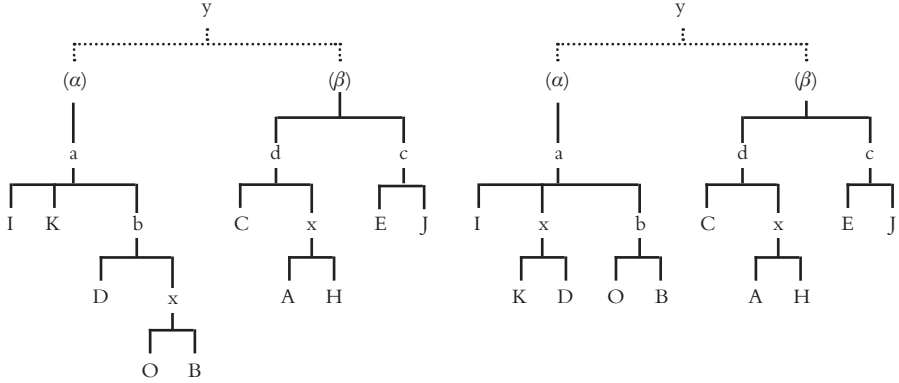 y y
(α) (β) (α) (β)
a d c a d c
I K b C x E J I x b C x E J
D x A H K D O B A H
O B